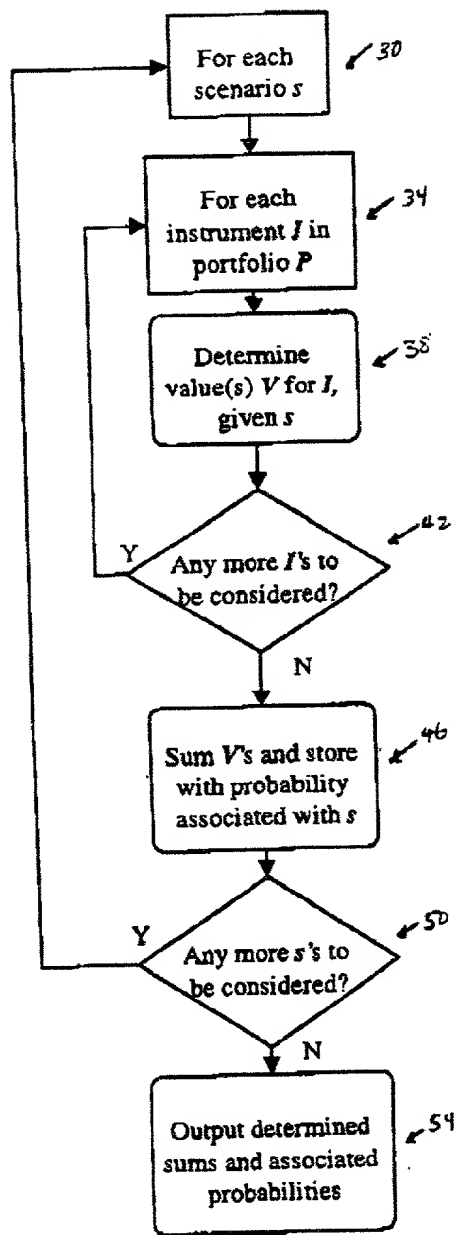 For each
scenario s
30
For each
instrument I in
portfolio P
34
Determine
value(s) V for I,
given s
38
Y
Any more I's to
be considered?
42
N
Sum V's and store
with probability
associated with s
46
Y
Any more s's to
be considered?
50
N
Output determined
sums and associated
probabilities
54